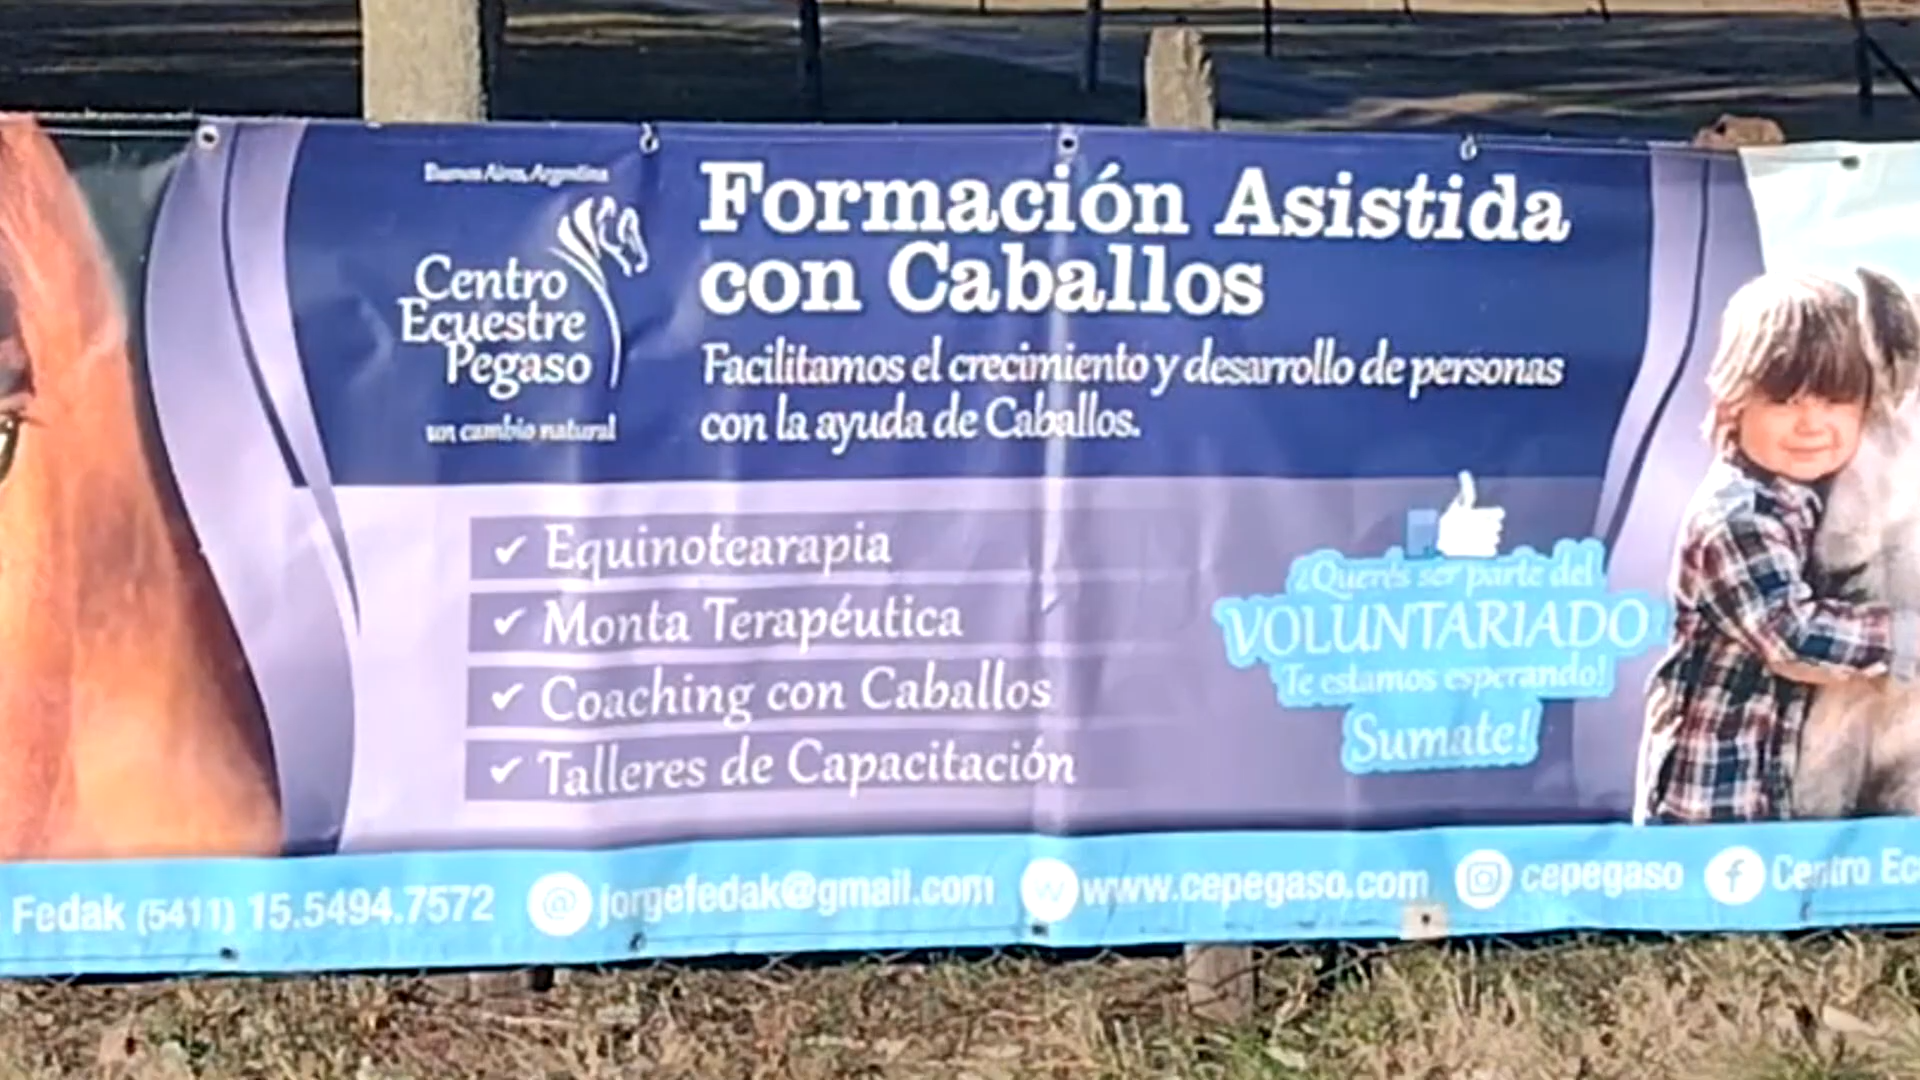 Buenos Aires, Argentina
Centro
Ecuestre
Pegaso
un cambio natural
Formación Asistida
con Caballos
Facilitamos el crecimiento y desarrollo de personas
con la ayuda de Caballos.
✔ Equinotearapia
✔ Monta Terapéutica
✔ Coaching con Caballos
✔ Talleres de Capacitación
¿Querés ser parte del
VOLUNTARIADO
Te estamos esperando!
Sumate!
Fedak (5411) 15.5494.7572 @ jorgefedak@gmail.com W www.cepegaso.com cepegaso f Centro Ec